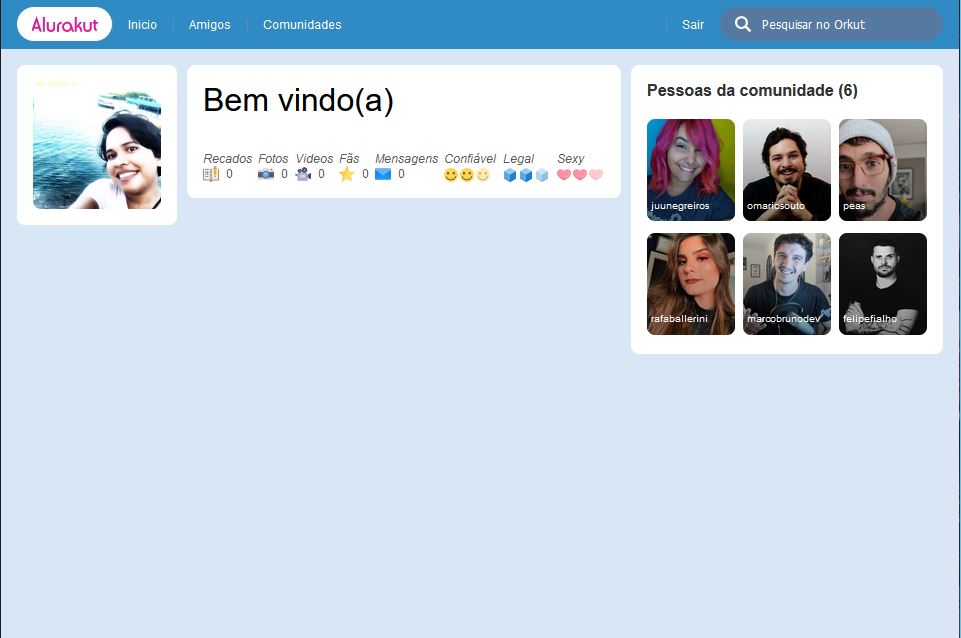 Alurakut Inicio Amigos Comunidades Sair Pesquisar no Orkut
Bem vindo(a)
Recados Fotos Videos Fãs Mensagens Confiável Legal Sexy
0 0 0 0 0
Pessoas da comunidade (6)
juunegreiros omariosouto peas
rafaballerini marcobrunodev felipefialho